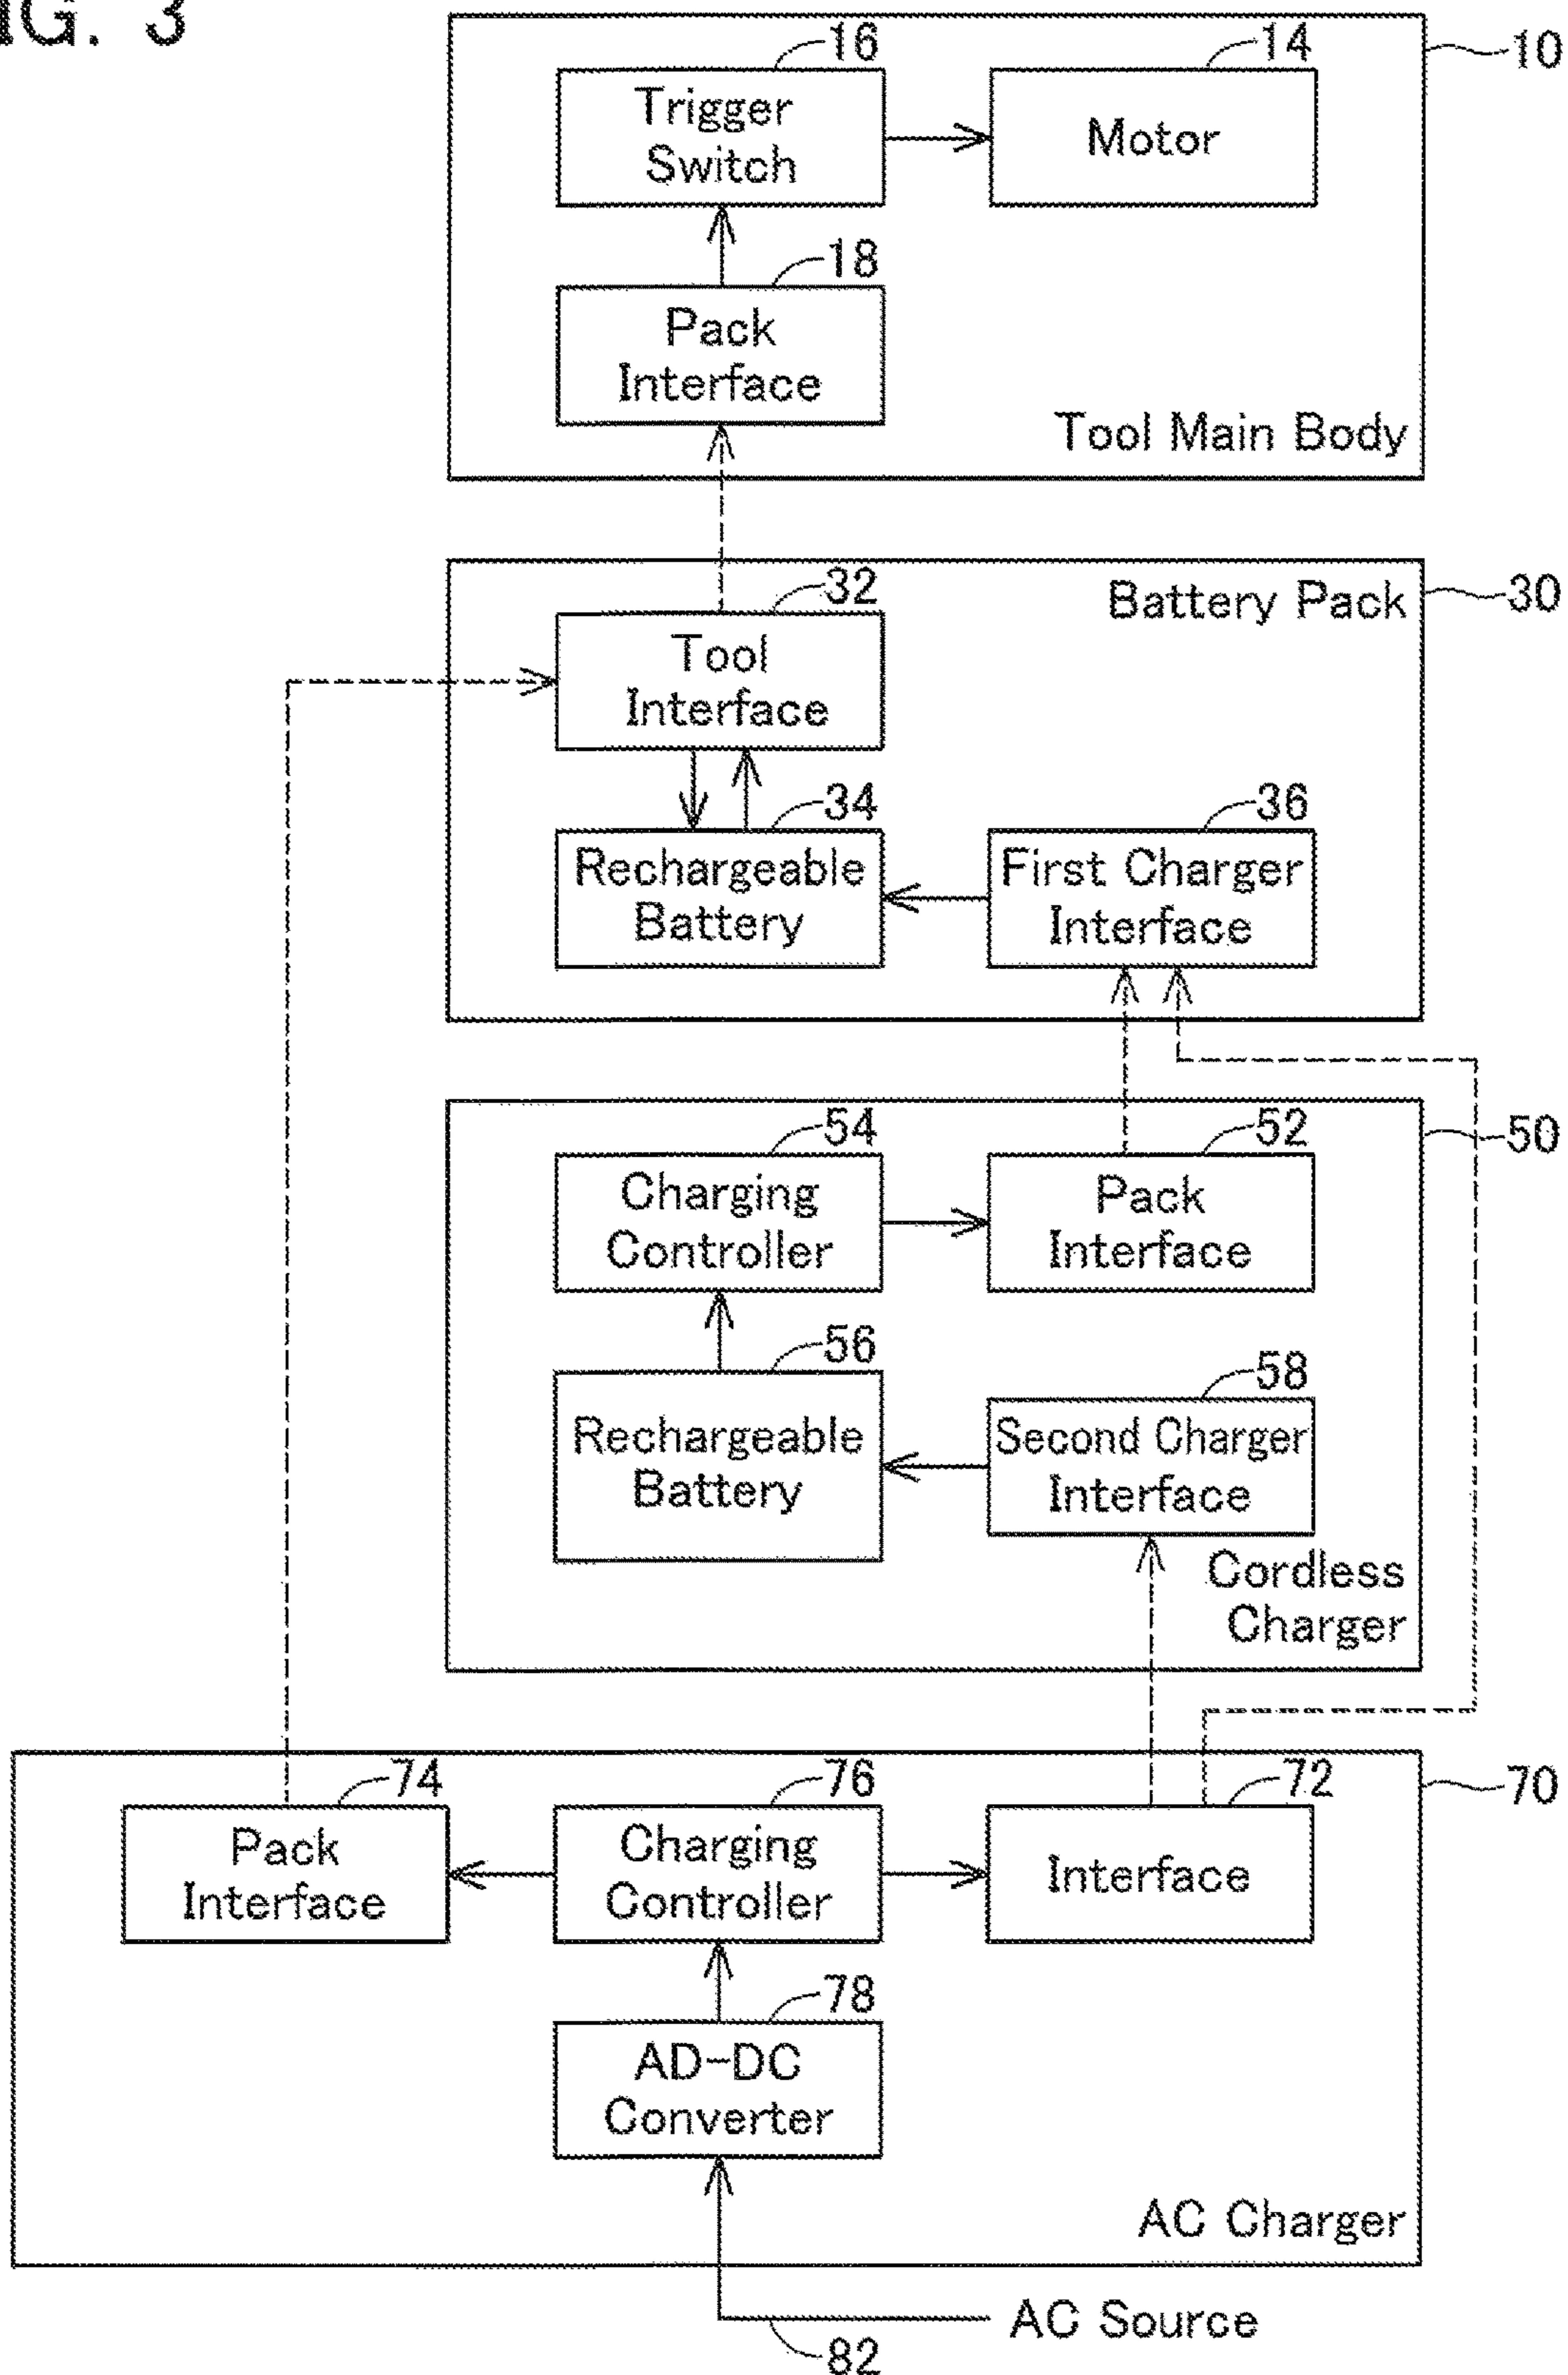 IG. 3
10
16
14
Trigger
Switch
Motor
18
Pack
Interface
Tool Main Body
30
Battery Pack
32
Tool
Interface
34
36
Rechargeable
Battery
First Charger
Interface
50
54
52
Charging
Controller
Pack
Interface
56
58
Rechargeable
Battery
Second Charger
Interface
Cordless
Charger
70
74
76
72
Pack
Interface
Charging
Controller
Interface
78
AD-DC
Converter
AC Charger
AC Source
82